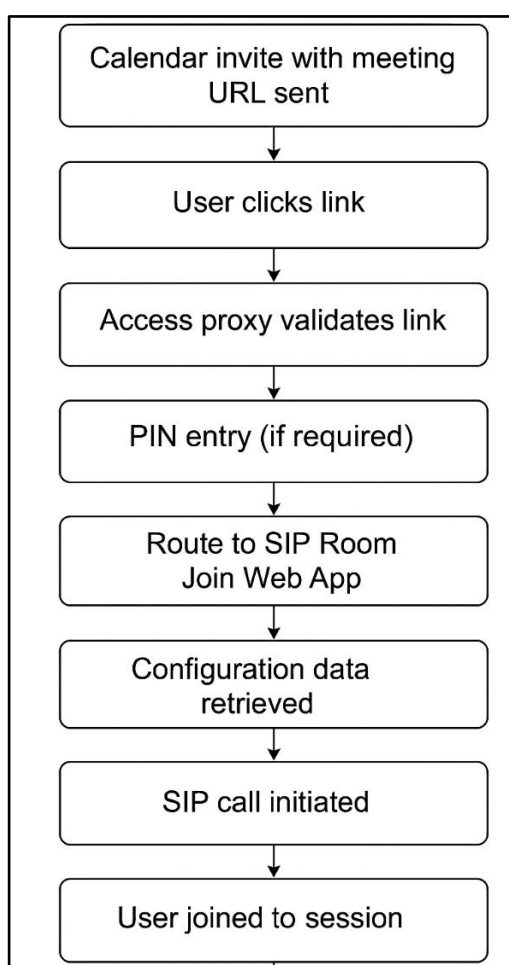 Calendar invite with meeting
URL sent
User clicks link
Access proxy validates link
PIN entry (if required)
Route to SIP Room
Join Web App
Configuration data
retrieved
SIP call initiated
User joined to session